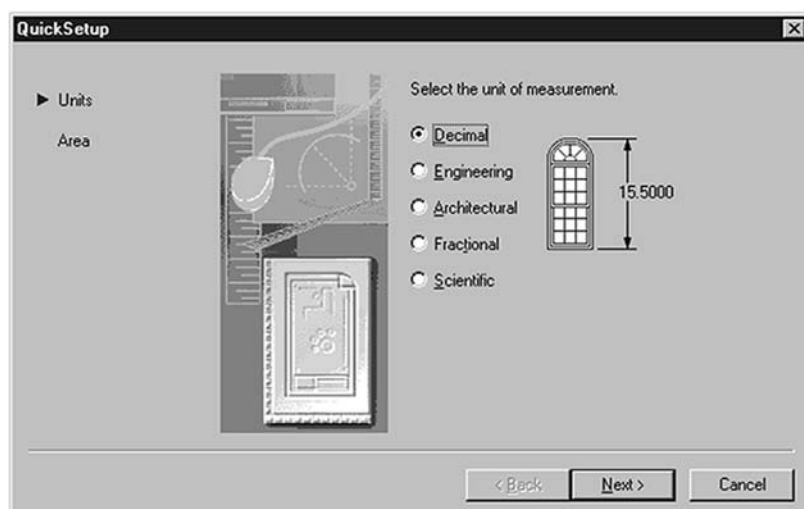 QuickSetup
Units
Area
Select the unit of measurement.
Decimal
Engineering
Architectural
Fractional
Scientific
15.5000
< Back
Next >
Cancel